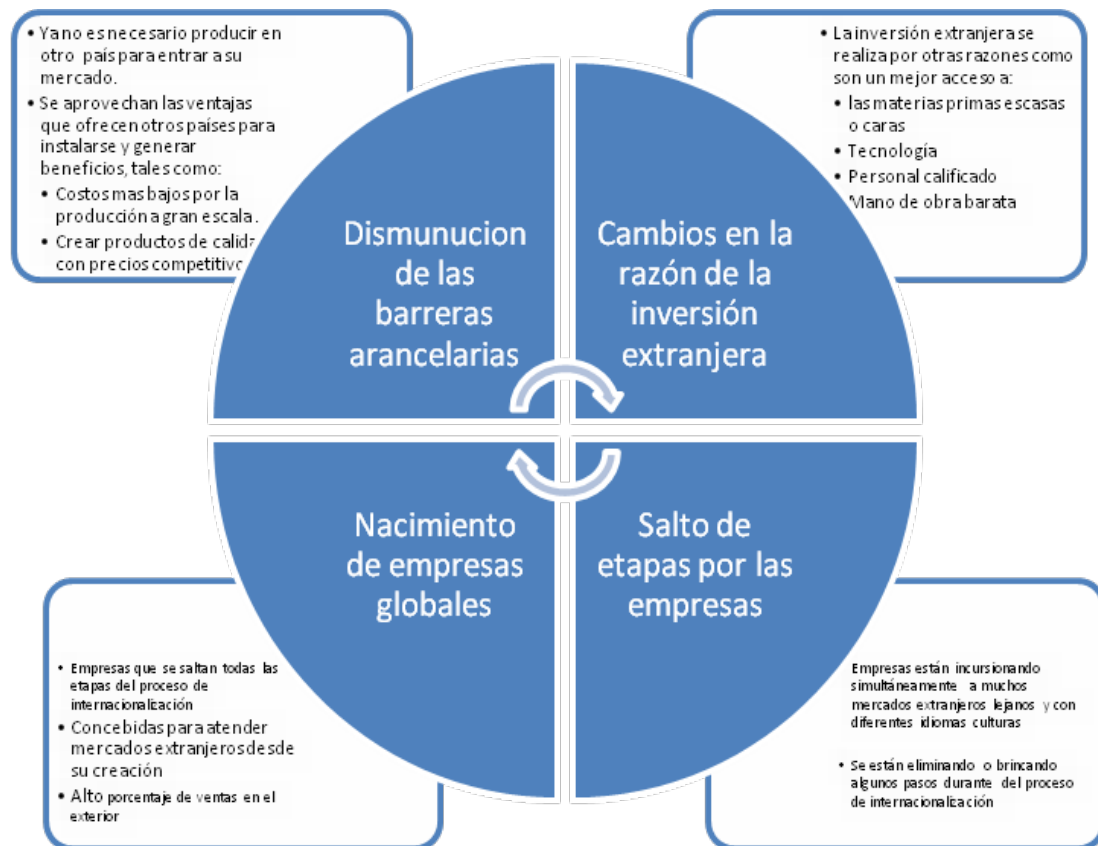 • Ya no es necesario producir en
otro país para entrar a su
mercado.
• Se aprovechan las ventajas
que ofrecen otros países para
instalarse y generar
beneficios, tales como:
• Costos mas bajos por la
producción a gran escala.
• Crear productos de calida
con precios competitivo
Dismunucion
de las
barreras
arancelarias
• La inversión extranjera se
realiza por otras razones como
son un mejor acceso a:
• las materias primas escasas
o caras
• Tecnología
• Personal calificado
Mano de obra barata
Cambios en la
razón de la
inversión
extranjera
Nacimiento
de empresas
globales
• Empresas que se saltan todas las
etapas del proceso de
internacionalización
• Concebidas para atender
mercados extranjeros desde
su creación
• Alto porcentaje de ventas en el
exterior
Salto de
etapas por las
empresas
Empresas están incursionando
simultáneamente a muchos
mercados extranjeros lejanos y con
diferentes idiomas culturas
• Se están eliminando o brincando
algunos pasos durante del proceso
de internacionalización